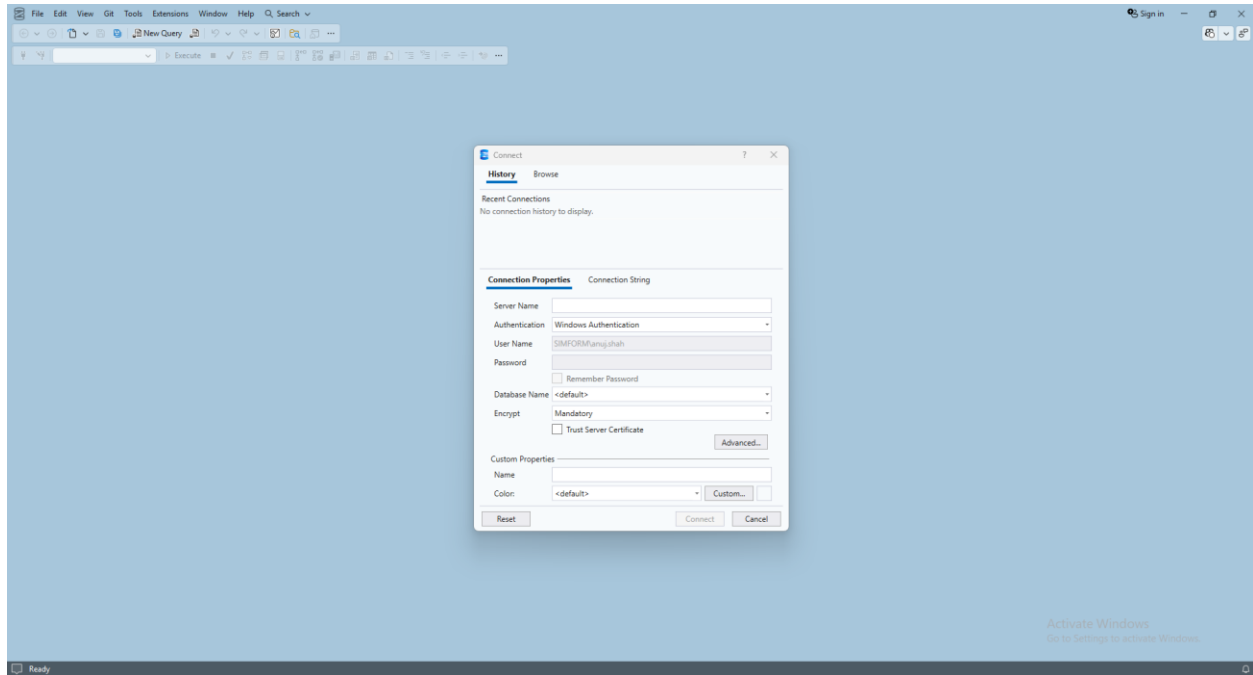 File Edit View Git Tools Extensions Window Help Search
Sign in
New Query
Execute
Connect ?
History Browse
Recent Connections
No connection history to display.
Connection Properties Connection String
Server Name
Authentication Windows Authentication
User Name SIMFORM\anuj.shah
Password
Remember Password
Database Name <default>
Encrypt Mandatory
Trust Server Certificate
Advanced...
Custom Properties
Name
Color: <default> Custom...
Reset Connect Cancel
Activate Windows
Go to Settings to activate Windows.
Ready